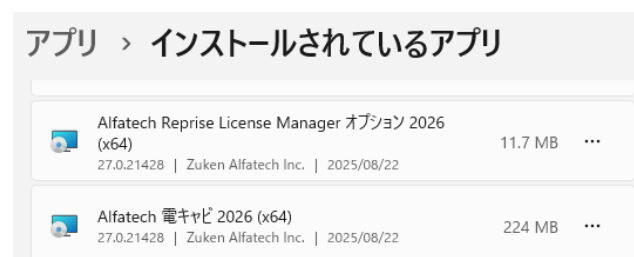 アプリ › インストールされているアプリ
Alfatech Reprise License Manager オプション 2026
(x64)
11.7 MB
27.0.21428 | Zuken Alfatech Inc. | 2025/08/22
Alfatech 電キャビ 2026 (x64)
224 MB
27.0.21428 | Zuken Alfatech Inc. | 2025/08/22